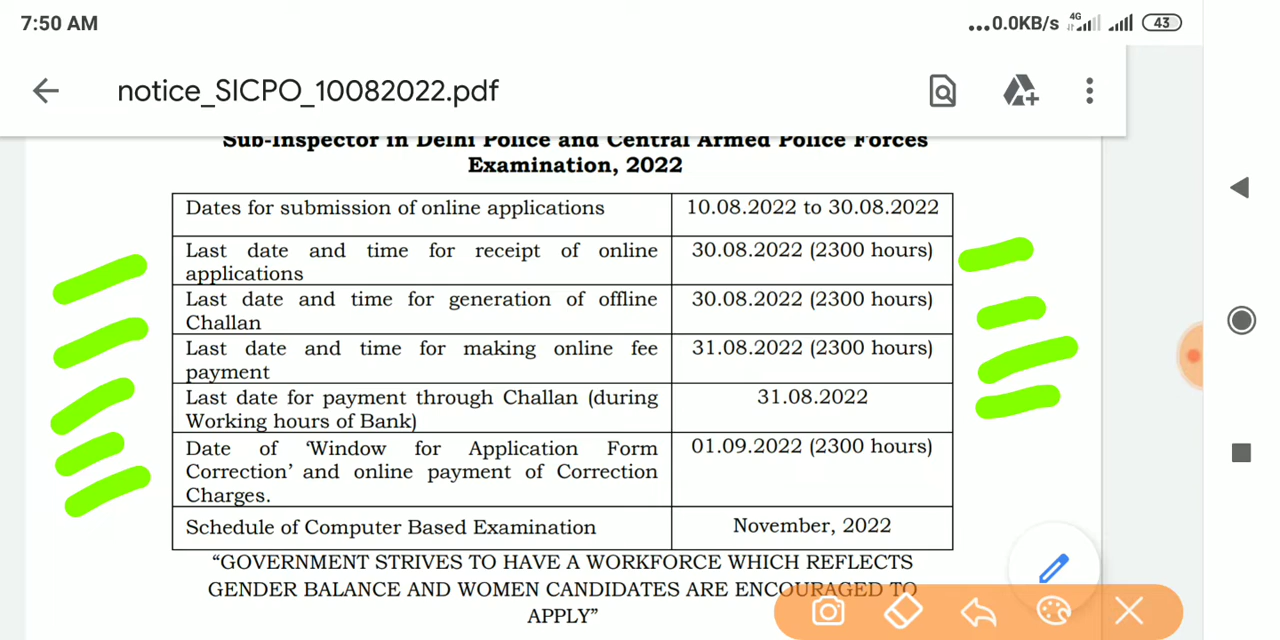 7:50 AM
...0.0KB/s 4G 43
notice_SICPO_10082022.pdf
Sub-Inspector in Delhi Police and Central Armed Police Forces
Examination, 2022
Dates for submission of online applications 10.08.2022 to 30.08.2022
Last date and time for receipt of online 30.08.2022 (2300 hours)
applications
Last date and time for generation of offline 30.08.2022 (2300 hours)
Challan
Last date and time for making online fee 31.08.2022 (2300 hours)
payment
Last date for payment through Challan (during 31.08.2022
Working hours of Bank)
Date of ‘Window for Application Form 01.09.2022 (2300 hours)
Correction’ and online payment of Correction
Charges.
Schedule of Computer Based Examination November, 2022
“GOVERNMENT STRIVES TO HAVE A WORKFORCE WHICH REFLECTS
GENDER BALANCE AND WOMEN CANDIDATES ARE ENCOURAGED TO
APPLY”